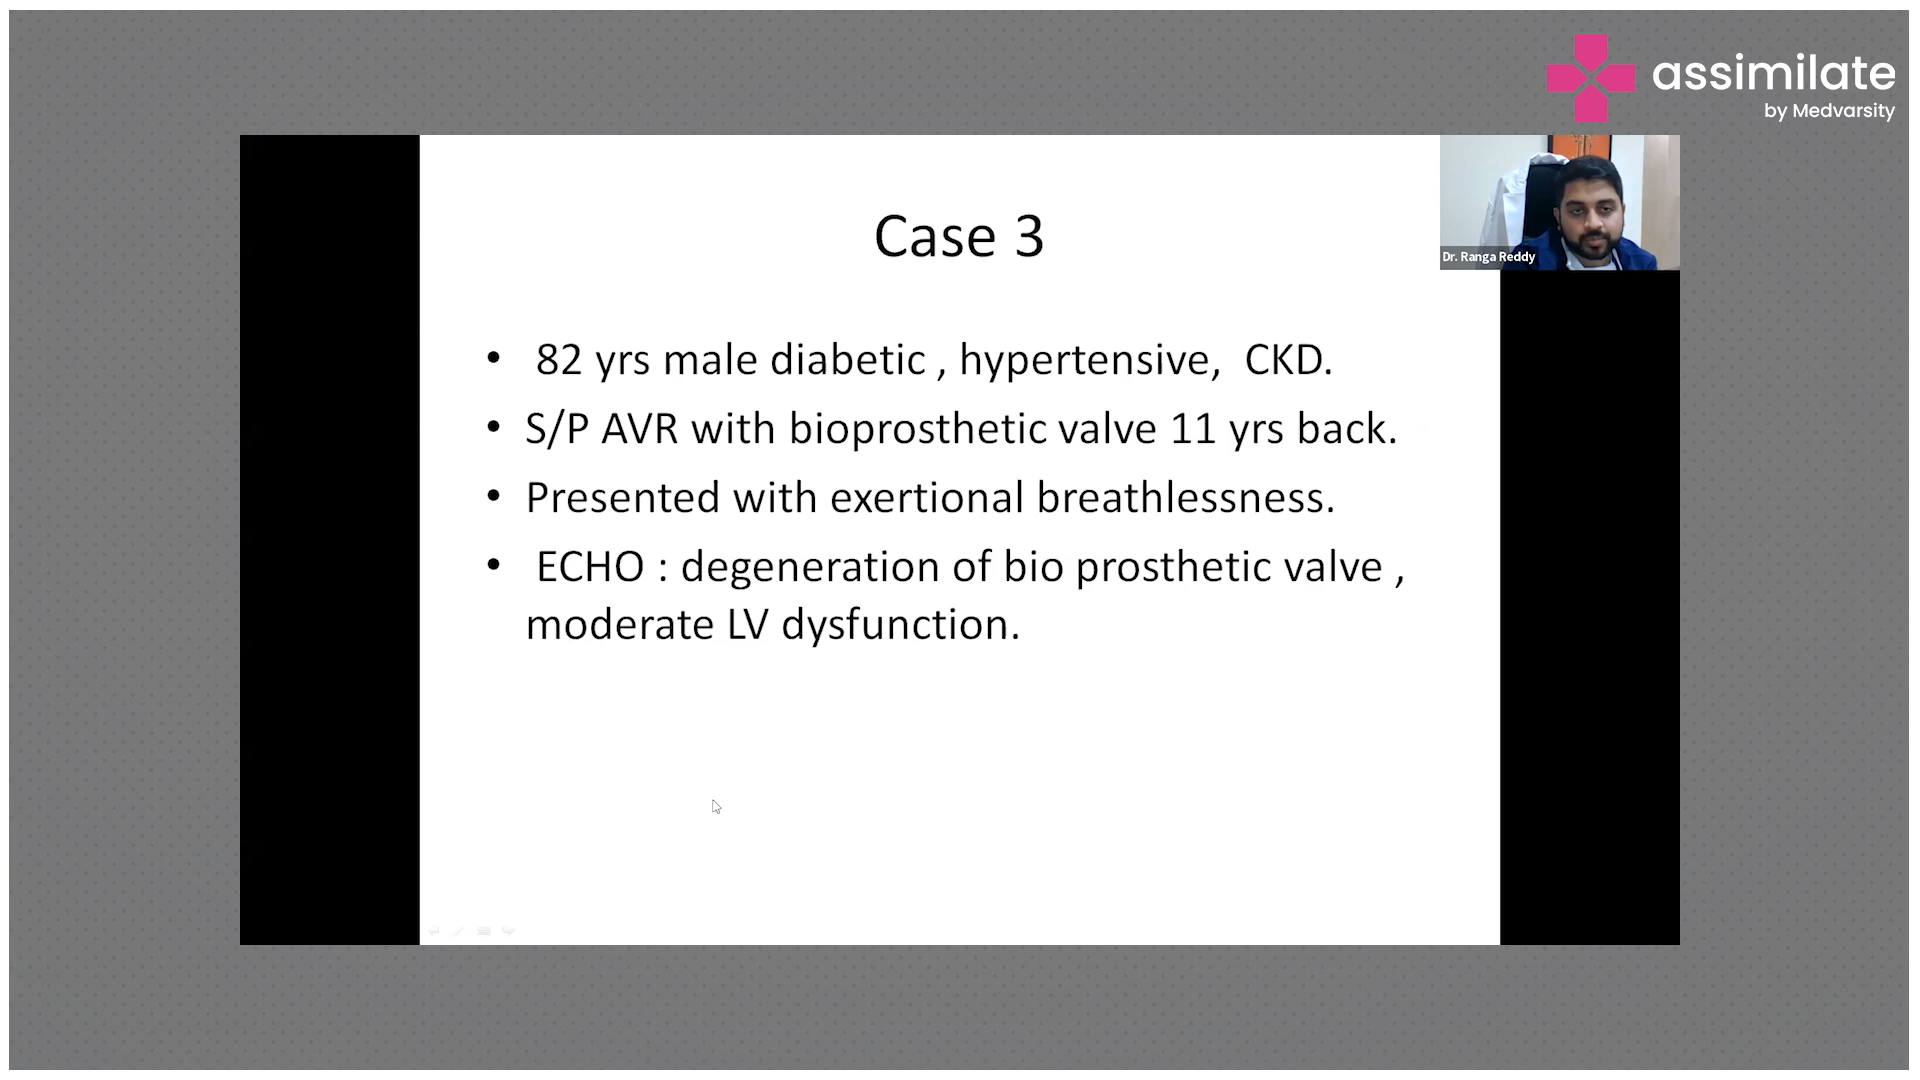 assimilate
by Medvarsity
Dr. Ranga Reddy
Case 3
• 82 yrs male diabetic , hypertensive, CKD.
• S/P AVR with bioprosthetic valve 11 yrs back.
• Presented with exertional breathlessness.
• ECHO : degeneration of bio prosthetic valve ,
moderate LV dysfunction.